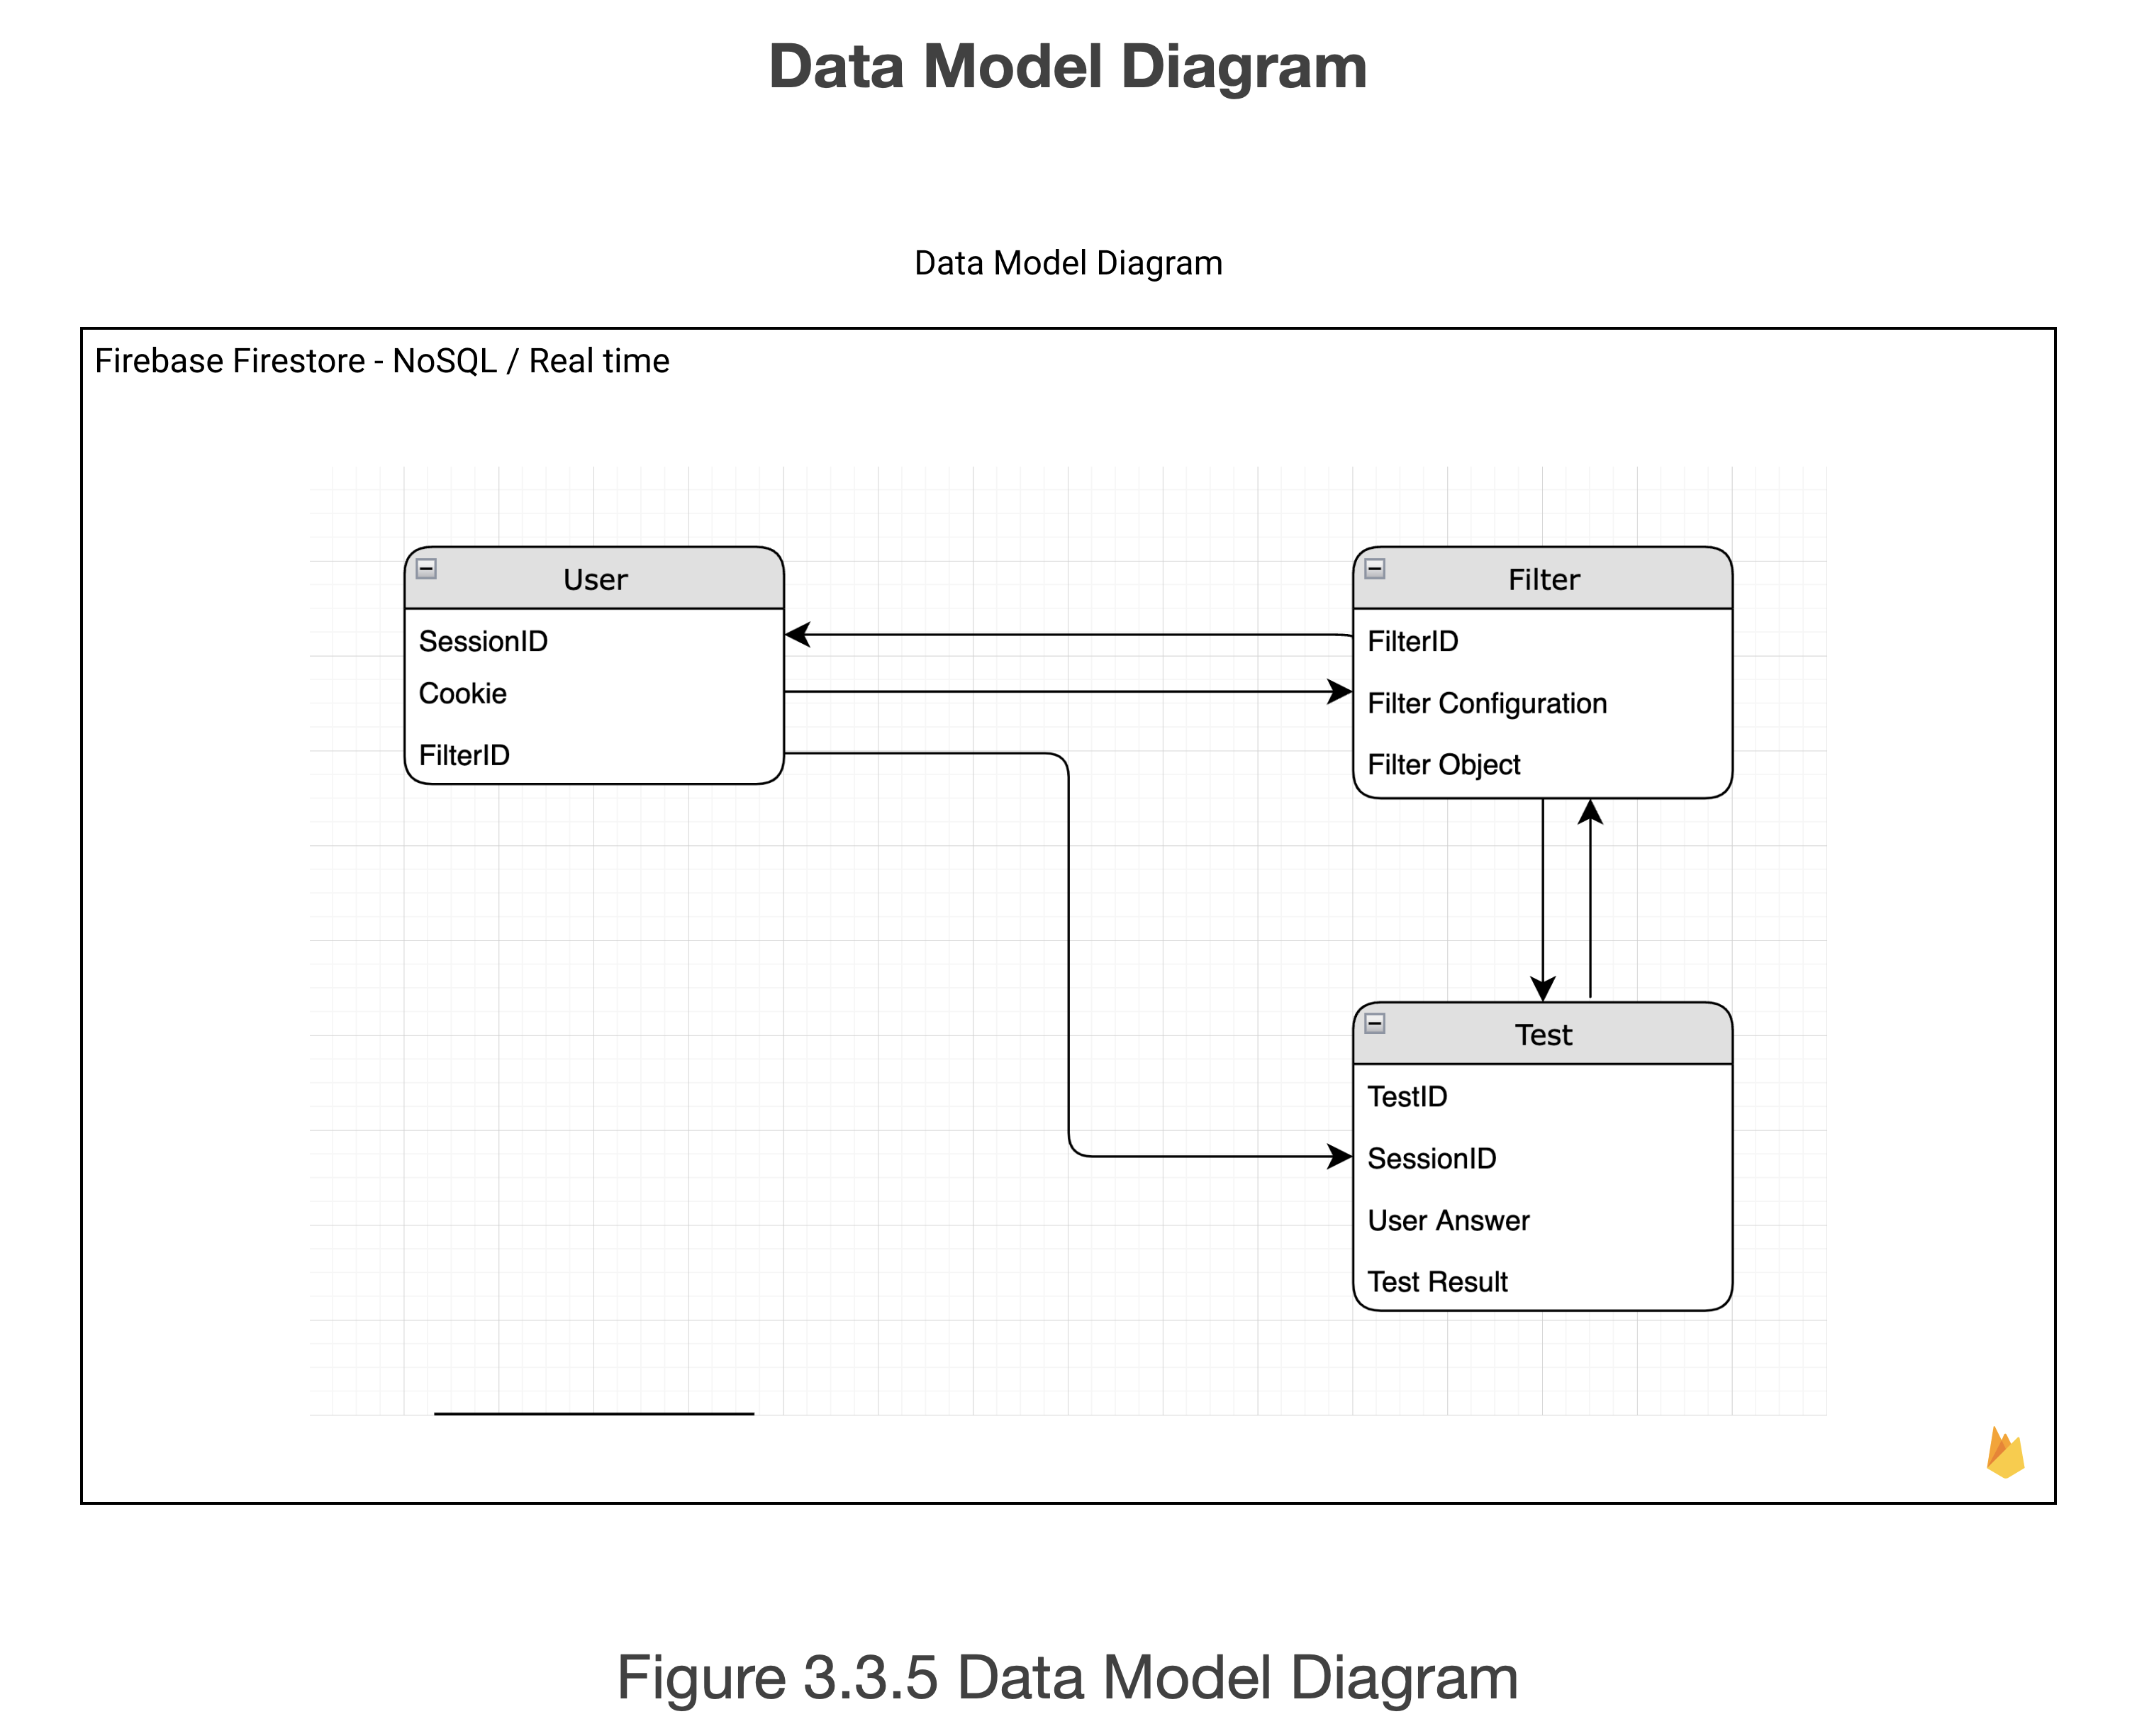 Data Model Diagram
Data Model Diagram
Firebase Firestore - NoSQL / Real time
User
SessionID
Cookie
FilterID
Filter
FilterID
Filter Configuration
Filter Object
Test
TestID
SessionID
User Answer
Test Result
Figure 3.3.5 Data Model Diagram